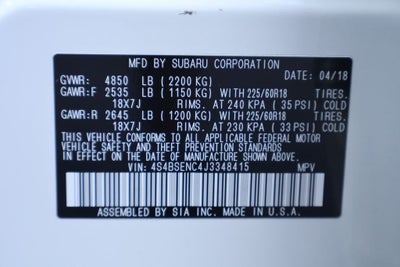 MFD BY SUBARU CORPORATION
GVWR: 4850 LB (2200 KG) DATE: 04/18
GAWR:F 2535 LB (1150 KG) WITH 225/60R18 TIRES.
18X7J RIMS. AT 240 KPA (35 PSI) COLD
GAWR:R 2645 LB (1200 KG) WITH 225/60R18 TIRES.
18X7J RIMS. AT 230 KPA (33 PSI) COLD
THIS VEHICLE CONFORMS TO ALL APPLICABLE FEDERAL MOTOR
VEHICLE SAFETY, BUMPER, AND THEFT PREVENTION STANDARDS
IN EFFECT ON THE DATE OF MANUFACTURE SHOWN ABOVE.
VIN: 4S4BSENC4J3348415 MPV
ASSEMBLED BY SIA INC. MADE IN U.S.A.